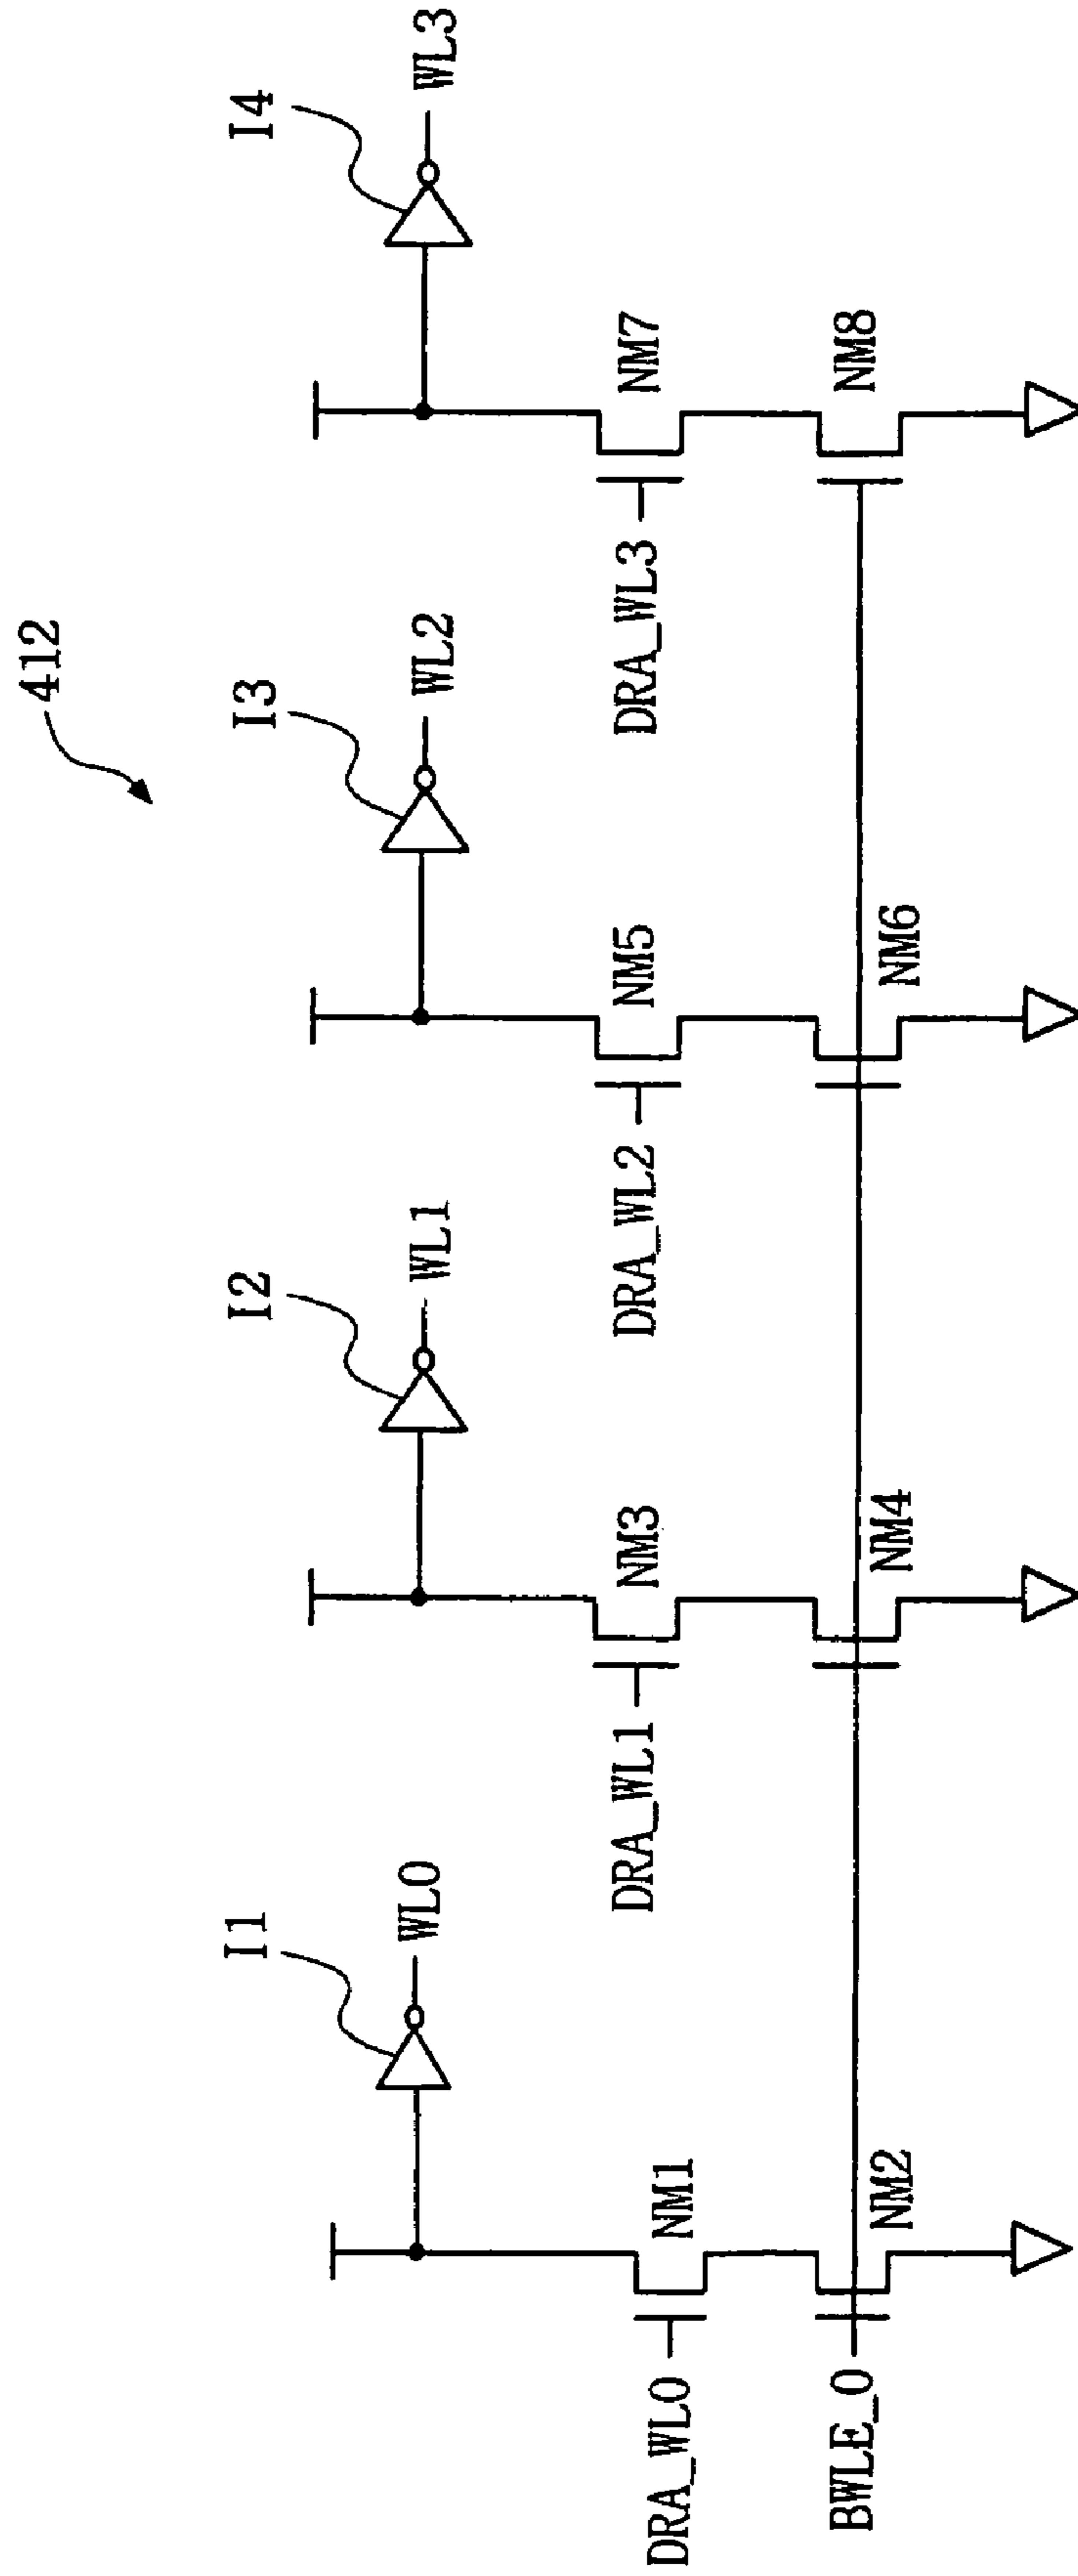 412
I1
I2
I3
I4
WL0
WL1
WL2
WL3
DRA_WL0
NM1
DRA_WL1
NM3
DRA_WL2
NM5
DRA_WL3
NM7
BWLE_0
NM2
NM4
NM6
NM8